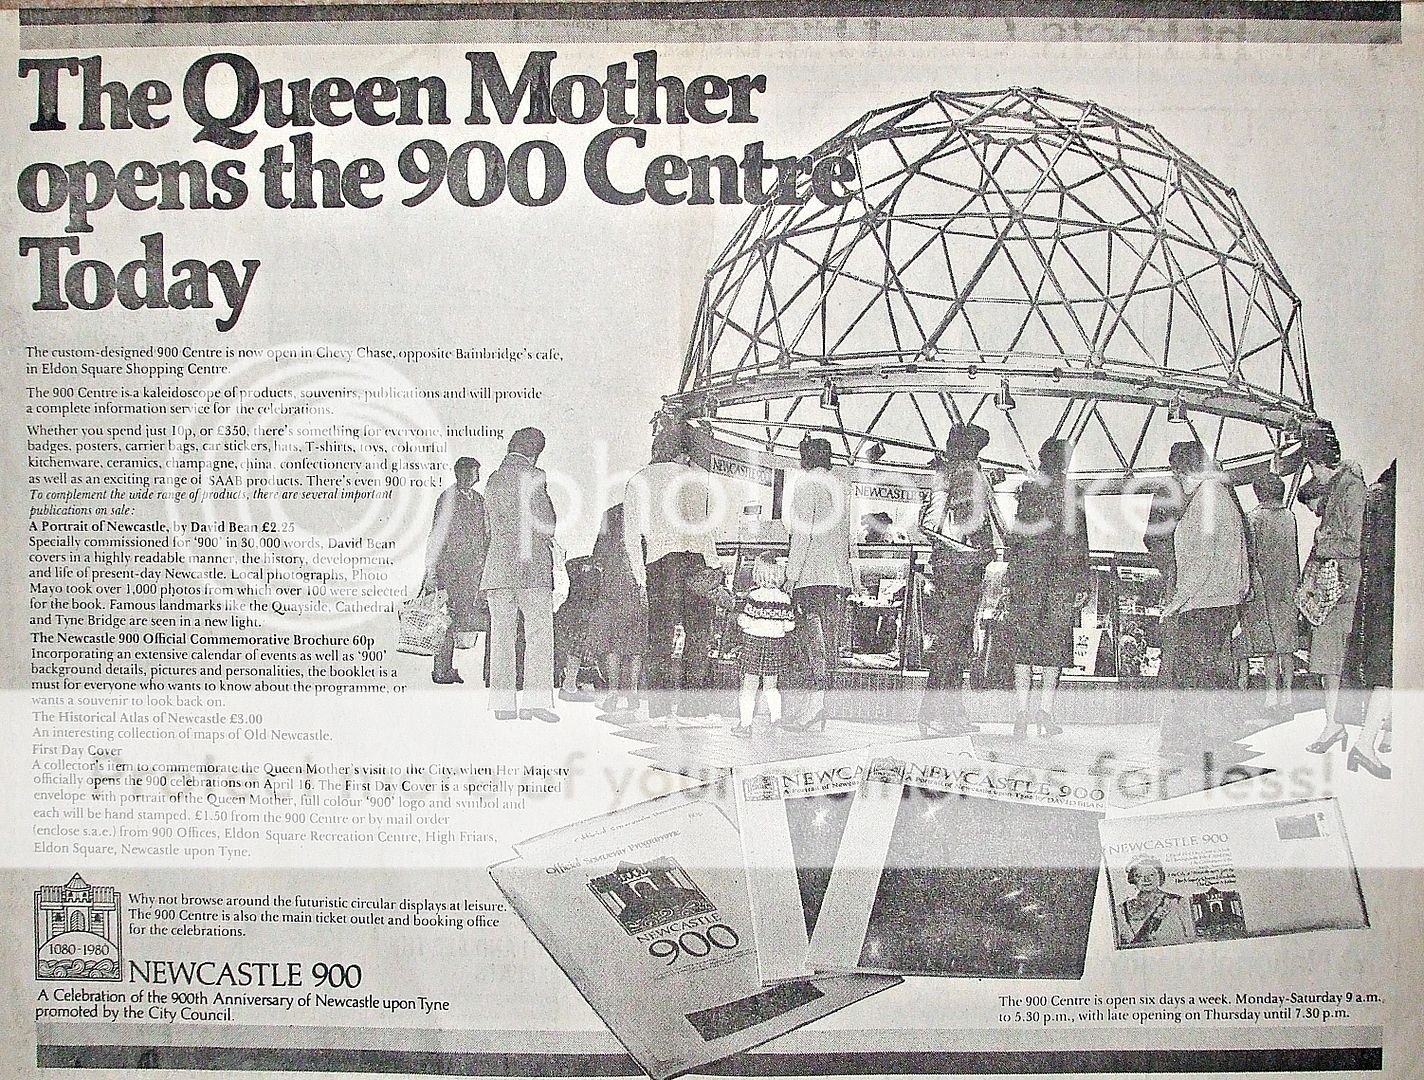 The Queen Mother
opens the 900 Centre
Today
The custom-designed 900 Centre is now open in Chevy Chase, opposite Bainbridge's cafe,
in Eldon Square Shopping Centre.
The 900 Centre is a kaleidoscope of products, souvenirs, publications and will provide
a complete information service for the celebrations.
Whether you spend just 10p, or £350, there's something for everyone, including
badges, posters, carrier bags, car stickers, hats, T-shirts, toys, colourful
kitchenware, ceramics, champagne, china, confectionery and glassware,
as well as an exciting range of SAAB products. There's even 900 rock!
To complement the wide range of products, there are several important
publications on sale:
A Portrait of Newcastle, by David Bean £2.25
Specially commissioned for '900' in 30,000 words, David Bean
covers in a highly readable manner, the history, development,
and life of present-day Newcastle. Local photographs, Photo
Mayo took over 1,000 photos from which over 100 were selected
for the book. Famous landmarks like the Quayside, Cathedral
and Tyne Bridge are seen in a new light.
The Newcastle 900 Official Commemorative Brochure 60p
Incorporating an extensive calendar of events as well as '900'
background details, pictures and personalities, the booklet is a
must for everyone who wants to know about the programme, or
wants a souvenir to look back on.
The Historical Atlas of Newcastle £3.00
An interesting collection of maps of Old Newcastle.
First Day Cover
A collector's item to commemorate the Queen Mother's visit to the City, when Her Majesty
officially opens the 900 celebrations on April 16. The First Day Cover is a specially printed
envelope with portrait of the Queen Mother, full colour '900' logo and symbol and
each will be hand stamped. £1.50 from the 900 Centre or by mail order
(enclose s.a.e.) from 900 Offices, Eldon Square Recreation Centre, High Friars,
Eldon Square, Newcastle upon Tyne.
Why not browse around the futuristic circular displays at leisure.
The 900 Centre is also the main ticket outlet and booking office
for the celebrations.
1080-1980
NEWCASTLE 900
A Celebration of the 900th Anniversary of Newcastle upon Tyne
promoted by the City Council.
NEWCASTLE
NEWCASTLE 9
Official Souvenir Programme
NEWCASTLE
900
NEWCA
NEWCASTLE 900
A Portrait of Newcastle upon Tyne by DAVID BEAN
NEWCASTLE 900
The 900 Centre is open six days a week. Monday-Saturday 9 a.m.,
to 5.30 p.m., with late opening on Thursday until 7.30 p.m.
photobucket
of your memories for less!